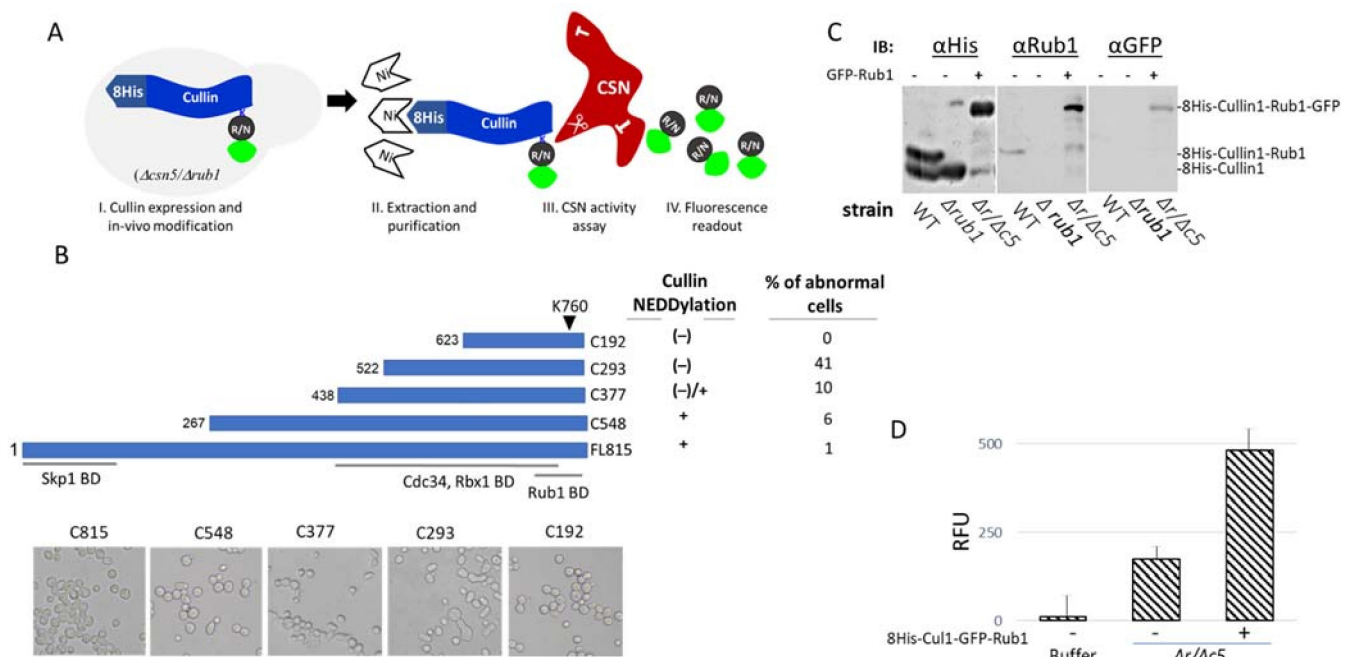 A
8His
Cullin
R/N
(Δcsn5/Δrub1
I. Cullin expression and
in-vivo modification
Ni
Ni
Ni
8His
Cullin
R/N
CSN
R/N
R/N
R/N
R/N
II. Extraction and
purification
III. CSN activity
assay
IV. Fluorescence
readout
B
Cullin
NEDDylation
% of abnormal
cells
K760
623
C192
(–)
0
522
C293
(–)
41
438
C377
(–)/+
10
267
C548
+
6
1
FL815
+
1
Skp1 BD
Cdc34, Rbx1 BD
Rub1 BD
C815
C548
C377
C293
C192
C
IB:
αHis
αRub1
αGFP
GFP-Rub1
- - + - - + - - +
-8His-Cullin1-Rub1-GFP
-8His-Cullin1-Rub1
-8His-Cullin1
strain
WT
Δrub1
Δr/Δc5
WT
Δ rub1
Δr/Δc5
WT
Δ rub1
Δr/Δc5
D
RFU
500
250
0
8His-Cul1-GFP-Rub1
- - +
Buffer
Δr/Δc5